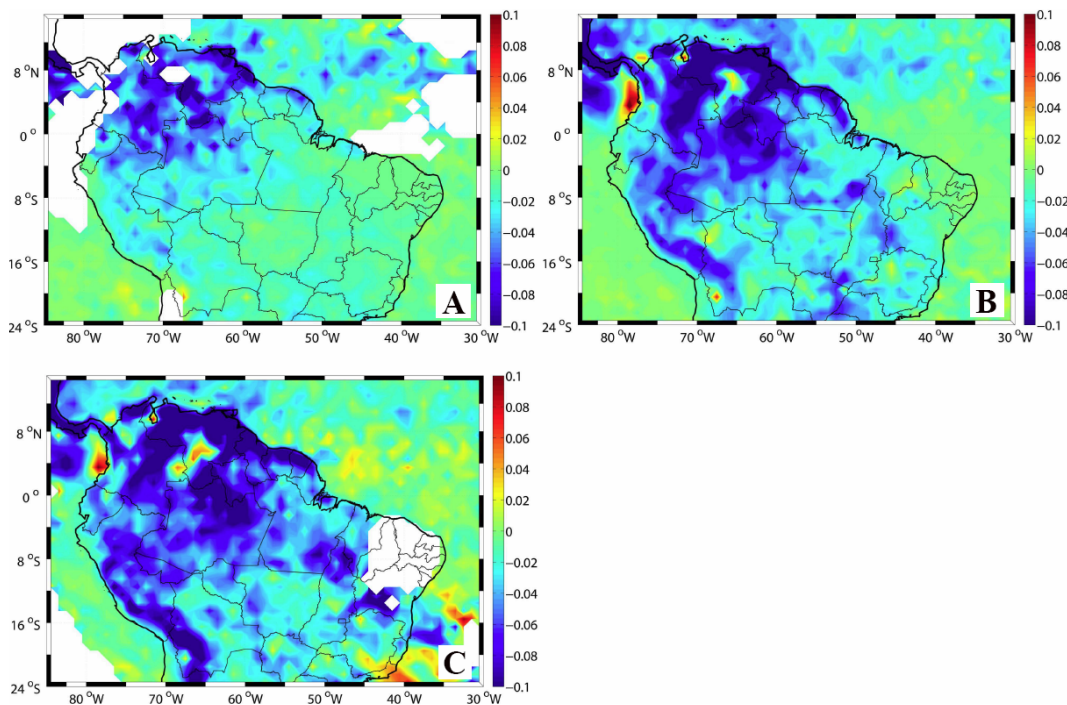 8 °N
0 °
8 °S
16 °S
24 °S
80 °W
70 °W
60 °W
50 °W
40 °W
30 °W
0.1
0.08
0.06
0.04
0.02
0
−0.02
−0.04
−0.06
−0.08
−0.1
A
8 °N
0 °
8 °S
16 °S
24 °S
80 °W
70 °W
60 °W
50 °W
40 °W
30 °W
0.1
0.08
0.06
0.04
0.02
0
−0.02
−0.04
−0.06
−0.08
−0.1
B
8 °N
0 °
8 °S
16 °S
24 °S
80 °W
70 °W
60 °W
50 °W
40 °W
30 °W
0.1
0.08
0.06
0.04
0.02
0
−0.02
−0.04
−0.06
−0.08
−0.1
C